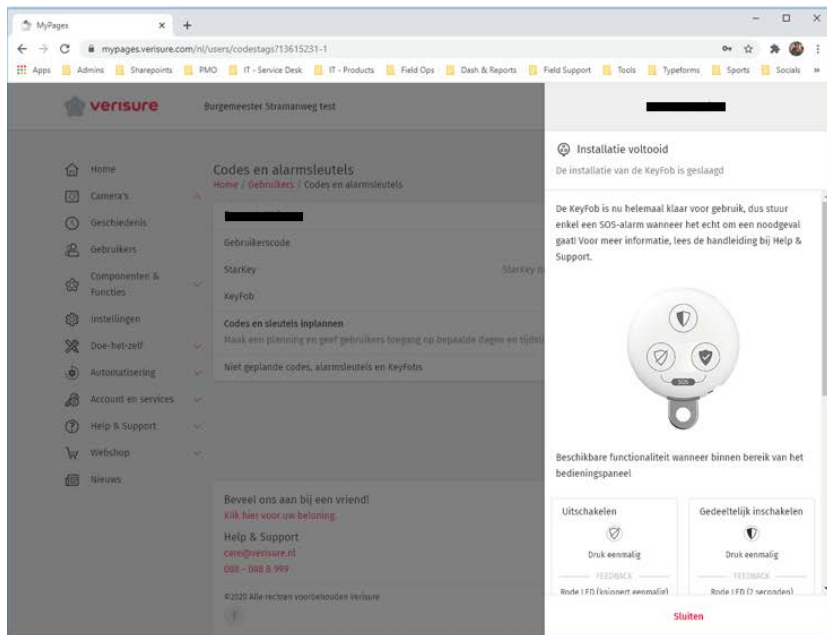 MyPages
mypages.verisure.com/nl/users/codestags?13615231-1
Apps Admins Sharepoints PMO IT - Service Desk IT - Products Field Ops Dash & Reports Field Support Tools Typeforms Sports Socials
verisure
Burgemeester Stramanweg test
Home
Camera's
Geschiedenis
Gebruikers
Componenten &
Functies
Instellingen
Doe-het-zelf
Automatisering
Account en services
Help & Support
Webshop
Nieuws
Codes en alarmsleutels
Home / Gebruikers / Codes en alarmsleutels
Gebruikerscode
StarKey
StarKey
KeyFob
Codes en sleutels inplannen
Maak een planning en geef gebruikers toegang op bepaalde dagen en
Niet geplande codes, alarmsleutels en KeyFobs
Beveel ons aan bij een vriend!
Klik hier voor uw beloning.
Help & Support
care@verisure.nl
088 - 088 8 999
©2020 Alle rechten voorbehouden Verisure
Installatie voltooid
De installatie van de KeyFob is geslaagd
De KeyFob is nu helemaal klaar voor gebruik, dus stuur
enkel een SOS-alarm wanneer het echt om een noodgeval
gaat! Voor meer informatie, lees de handleiding bij Help &
Support.
SOS
Beschikbare functionaliteit wanneer binnen bereik van het
bedieningspaneel
Uitschakelen
Druk eenmalig
FEEDBACK
Rode LED (knippert eenmalig)
Gedeeltelijk inschakelen
Druk eenmalig
FEEDBACK
Rode LED (2 seconden)
Sluiten